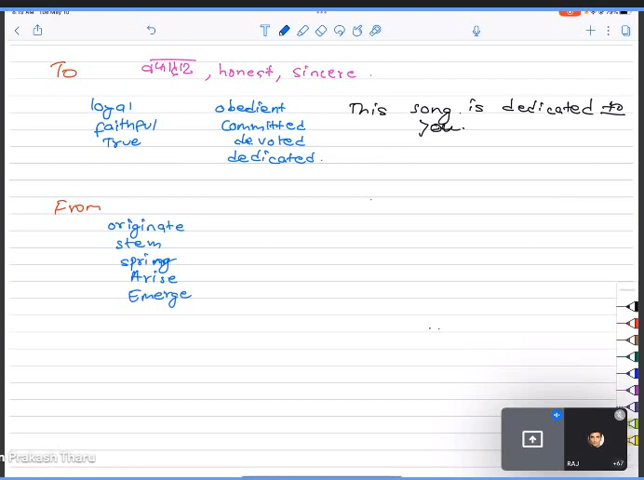 To वफादार, honest, sincere.
loyal obedient This song is dedicated to
faithful Committed you.
True devoted
dedicated.
From
originate
stem
spring
Arise
Emerge
Prakash Tharu
RAJ +67